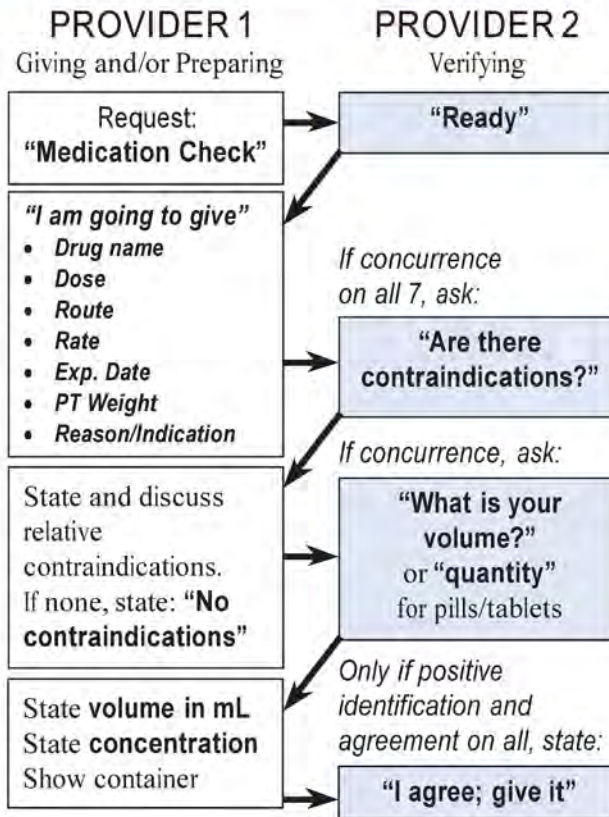 PROVIDER 1
Giving and/or Preparing
PROVIDER 2
Verifying
Request:
“Medication Check”
“Ready”
“I am going to give”
• Drug name
• Dose
• Route
• Rate
• Exp. Date
• PT Weight
• Reason/Indication
If concurrence
on all 7, ask:
“Are there
contraindications?”
State and discuss
relative
contraindications.
If none, state: “No
contraindications”
If concurrence, ask:
“What is your
volume?”
or “quantity”
for pills/tablets
State volume in mL
State concentration
Show container
Only if positive
identification and
agreement on all, state:
“I agree; give it”